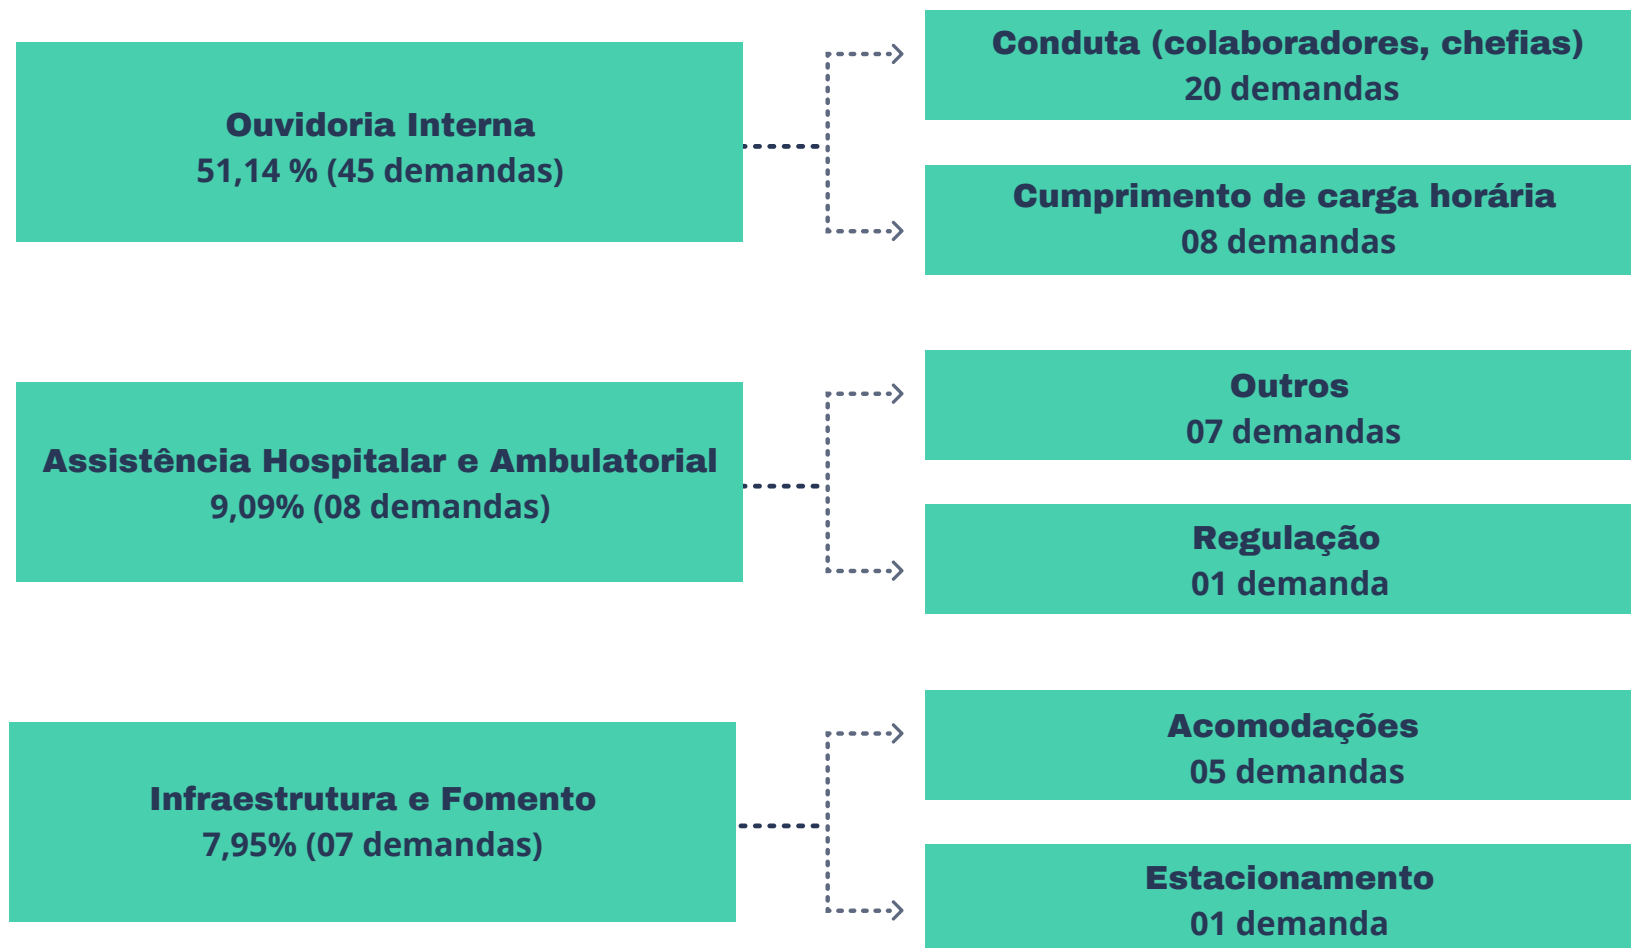 Ouvidoria Interna
51,14 % (45 demandas)
Conduta (colaboradores, chefias)
20 demandas
Cumprimento de carga horária
08 demandas
Assistência Hospitalar e Ambulatorial
9,09% (08 demandas)
Outros
07 demandas
Regulação
01 demanda
Infraestrutura e Fomento
7,95% (07 demandas)
Acomodações
05 demandas
Estacionamento
01 demanda